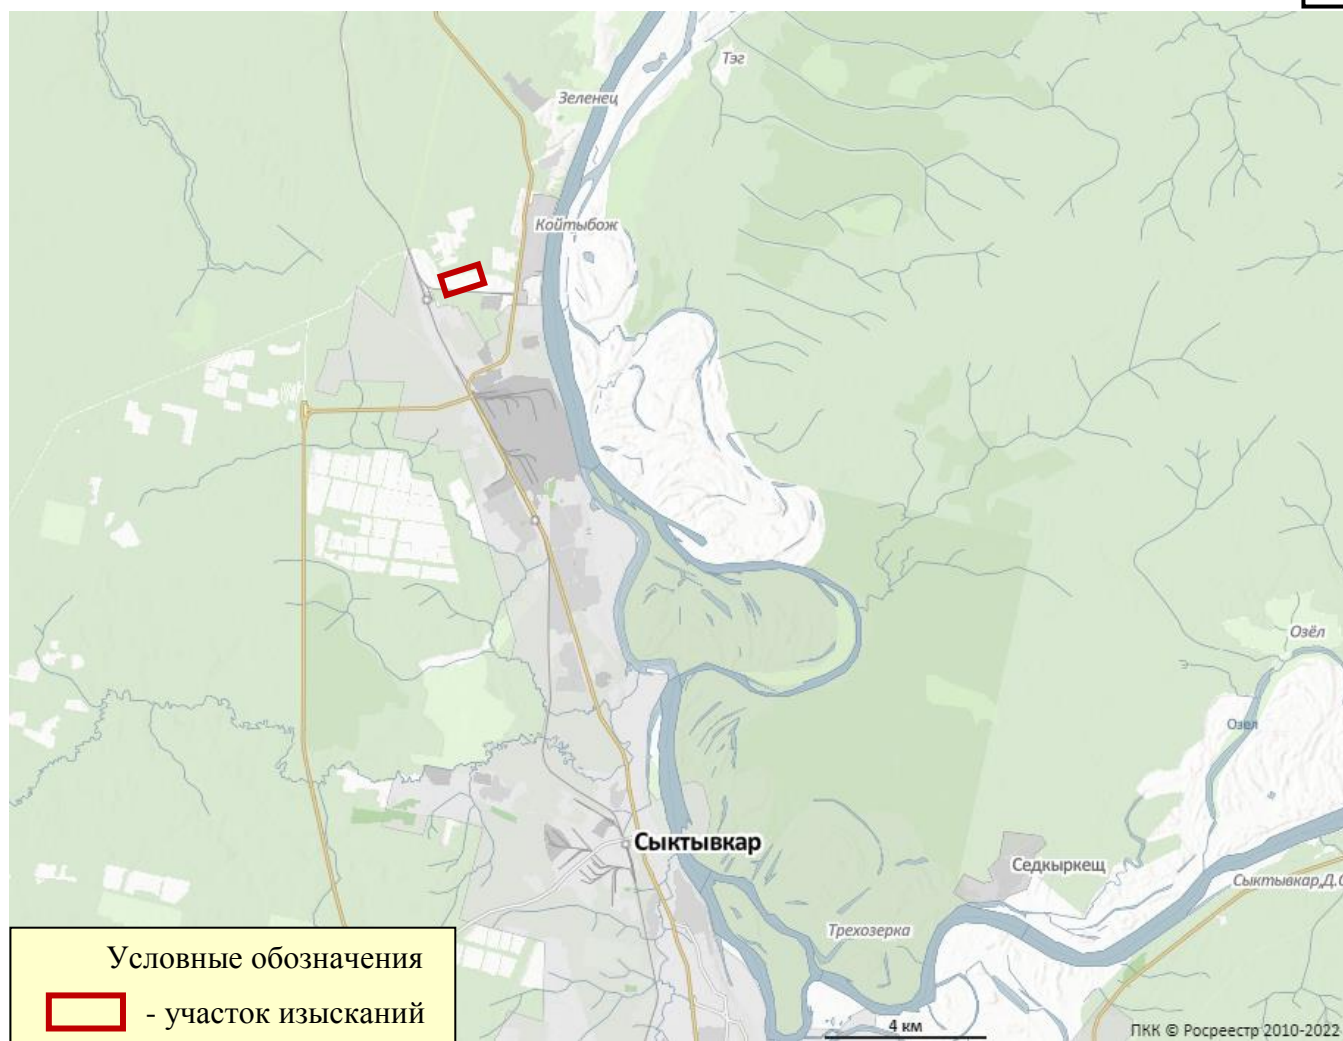 Тэг
Зеленец
Койтыбож
Озёл
Озел
Сыктывкар
Седкыркещ
Сыктывкар,Д.С
Трехозерка
Условные обозначения
- участок изысканий
4 км
ПКК © Росреестр 2010-2022